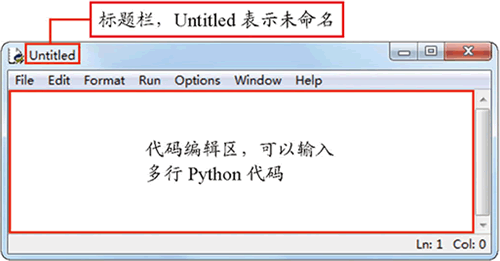 标题栏，Untitled 表示未命名
Untitled
File Edit Format Run Options Window Help
代码编辑区，可以输入
多行 Python 代码
Ln: 1 Col: 0